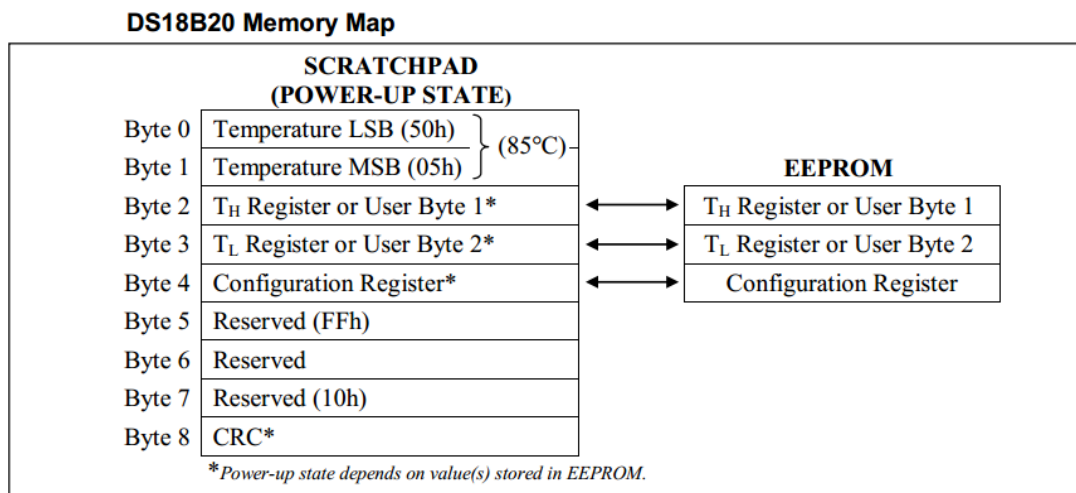 DS18B20 Memory Map
SCRATCHPAD
(POWER-UP STATE)
Byte 0 Temperature LSB (50h)
(85°C)
Byte 1 Temperature MSB (05h)
EEPROM
Byte 2 TH Register or User Byte 1* TH Register or User Byte 1
Byte 3 TL Register or User Byte 2* TL Register or User Byte 2
Byte 4 Configuration Register* Configuration Register
Byte 5 Reserved (FFh)
Byte 6 Reserved
Byte 7 Reserved (10h)
Byte 8 CRC*
*Power-up state depends on value(s) stored in EEPROM.